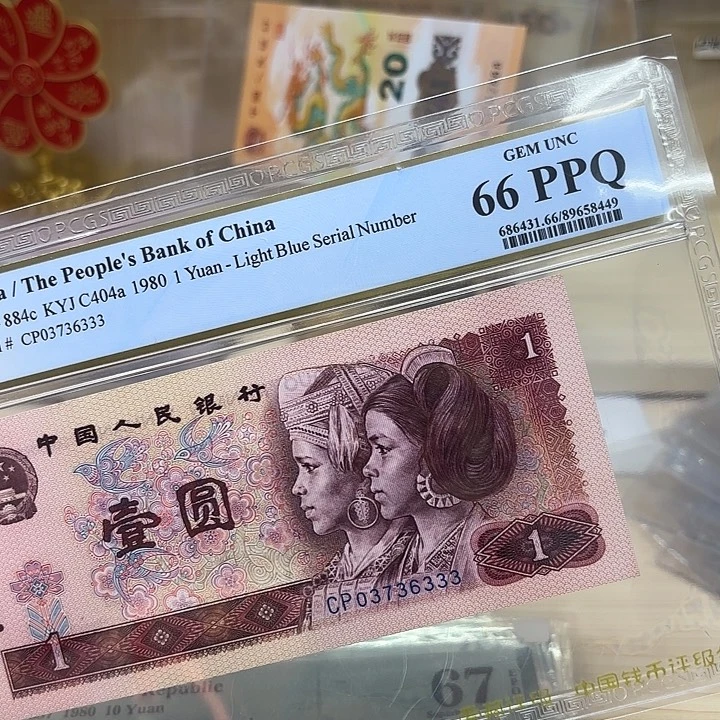 20
OPCGS
GEM UNC
66 PPQ
686431.66/89658449
a / The People's Bank of China
884c KYJ C404a 1980 1 Yuan - Light Blue Serial Number
# CP03736333
中国人民银行
1
壹圆
CP03736333
1
1
67
Republic
1980 10 Yuan
中国钱币评级